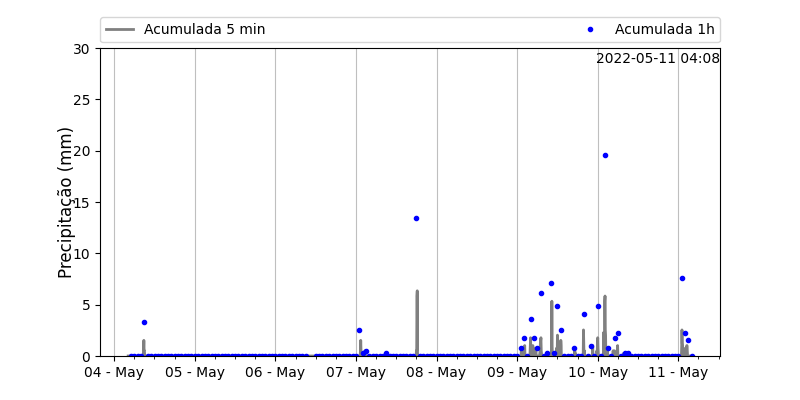 Acumulada 5 min Acumulada 1h
2022-05-11 04:08
Precipitação (mm)
30
25
20
15
10
5
0
04 - May 05 - May 06 - May 07 - May 08 - May 09 - May 10 - May 11 - May